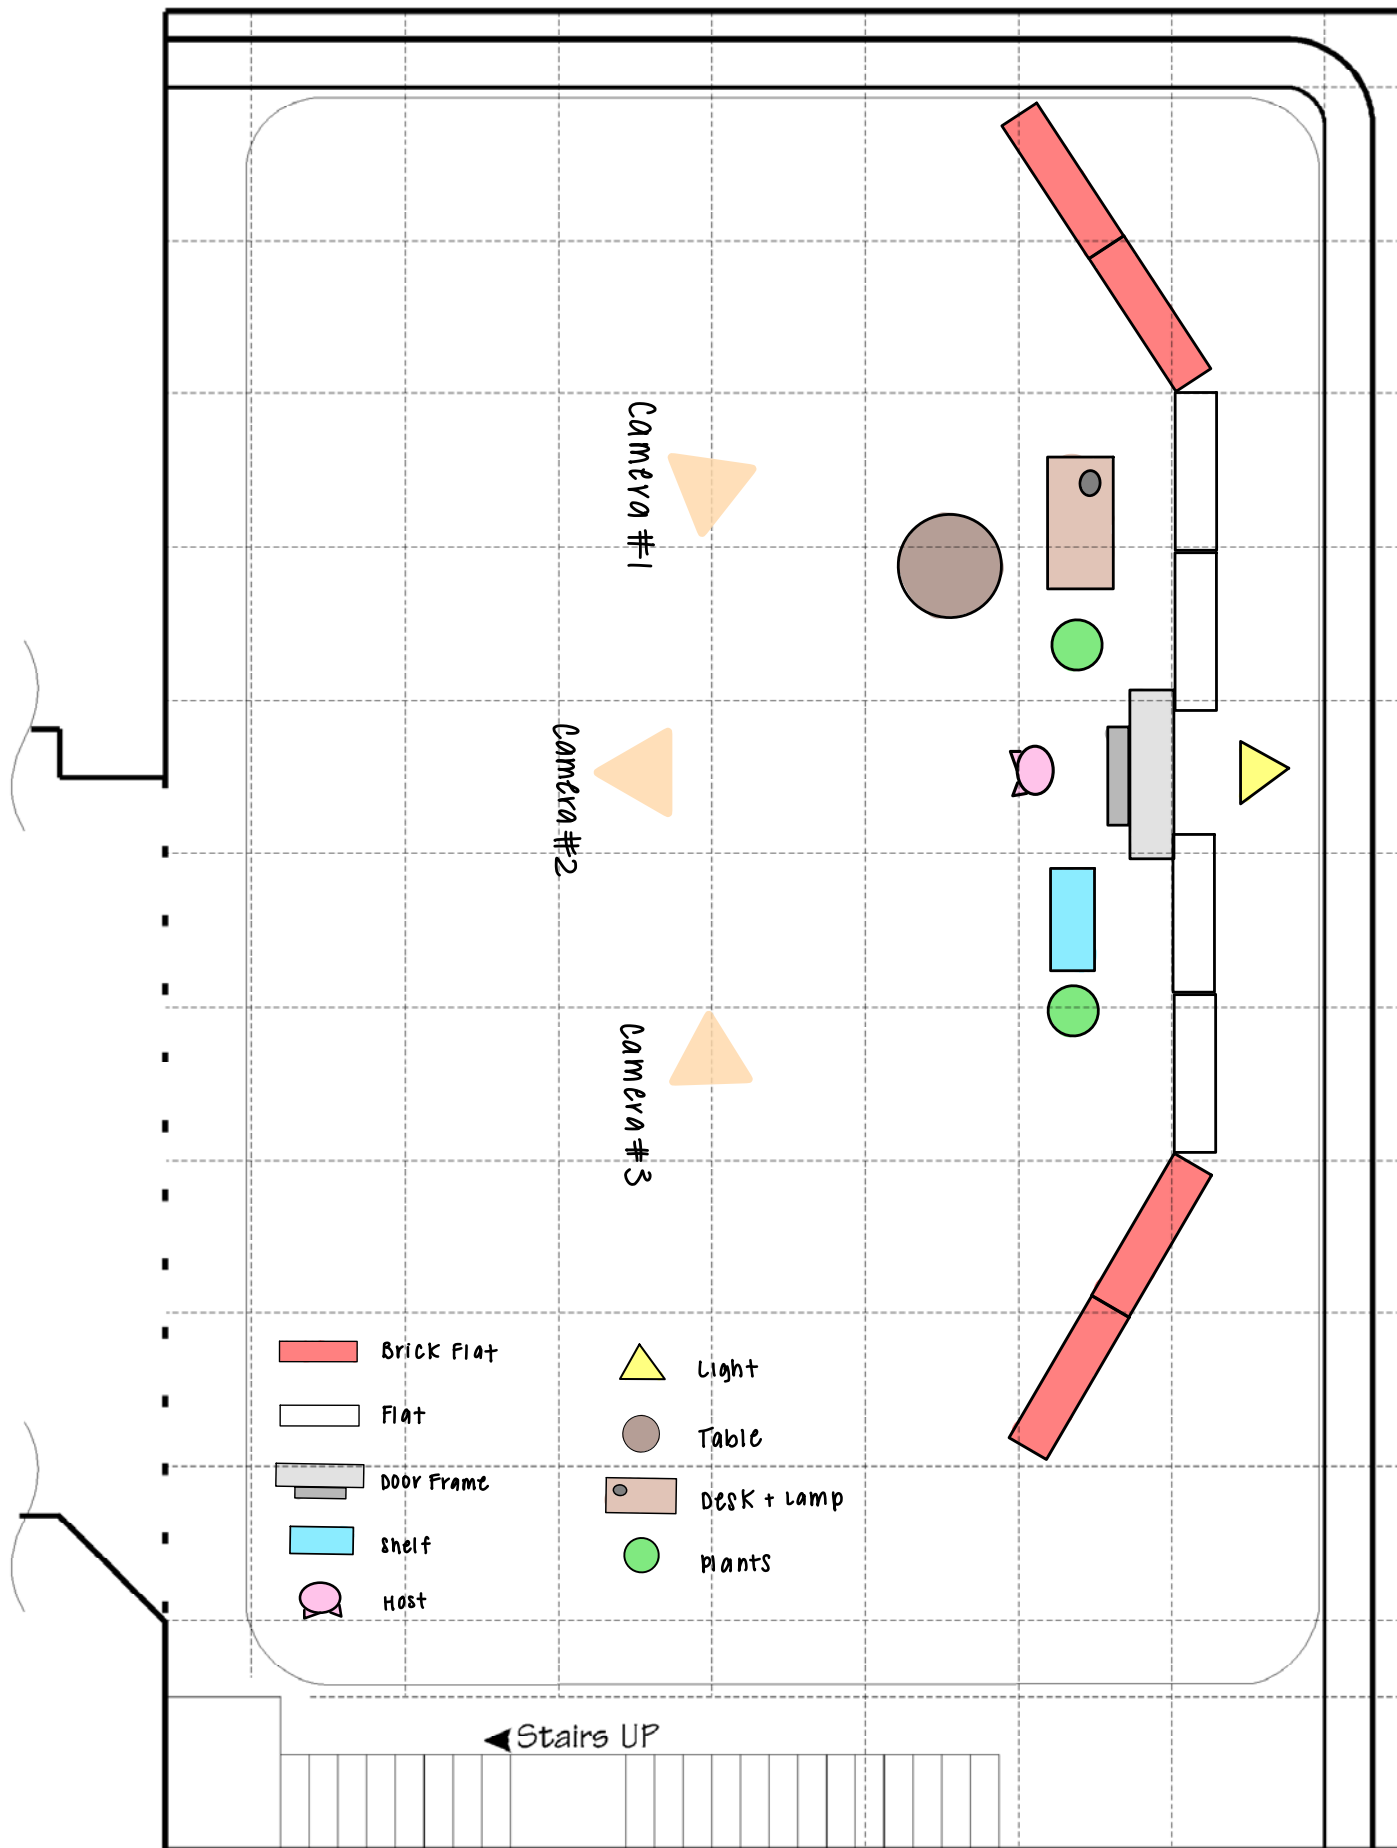 Camera #1
Camera #2
Camera #3
Brick Flat
Flat
Door Frame
Shelf
Host
Light
Table
Desk + Lamp
Plants
Stairs UP